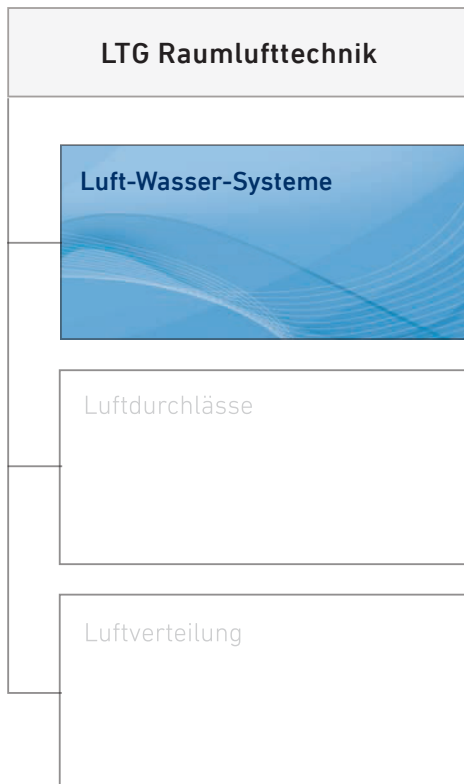 LTG Raumlufttechnik
Luft-Wasser-Systeme
Luftdurchlässe
Luftverteilung